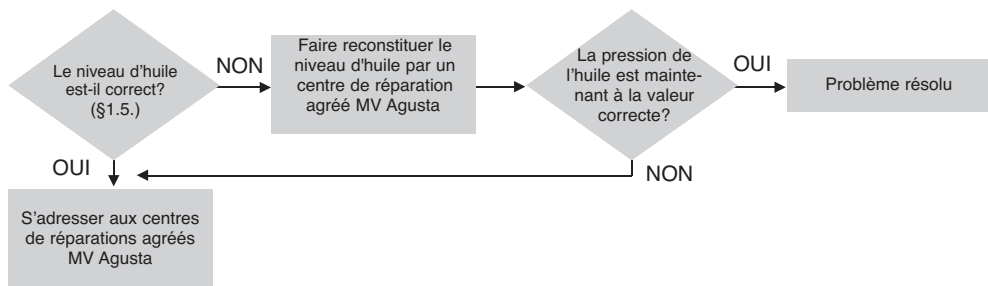 Le niveau d'huile
est-il correct?
(§1.5.)
NON
Faire reconstituer le
niveau d'huile par un
centre de réparation
agréé MV Agusta
La pression de
l'huile est mainte-
nant à la valeur
correcte?
OUI
Problème résolu
OUI
NON
S'adresser aux centres
de réparations agréés
MV Agusta